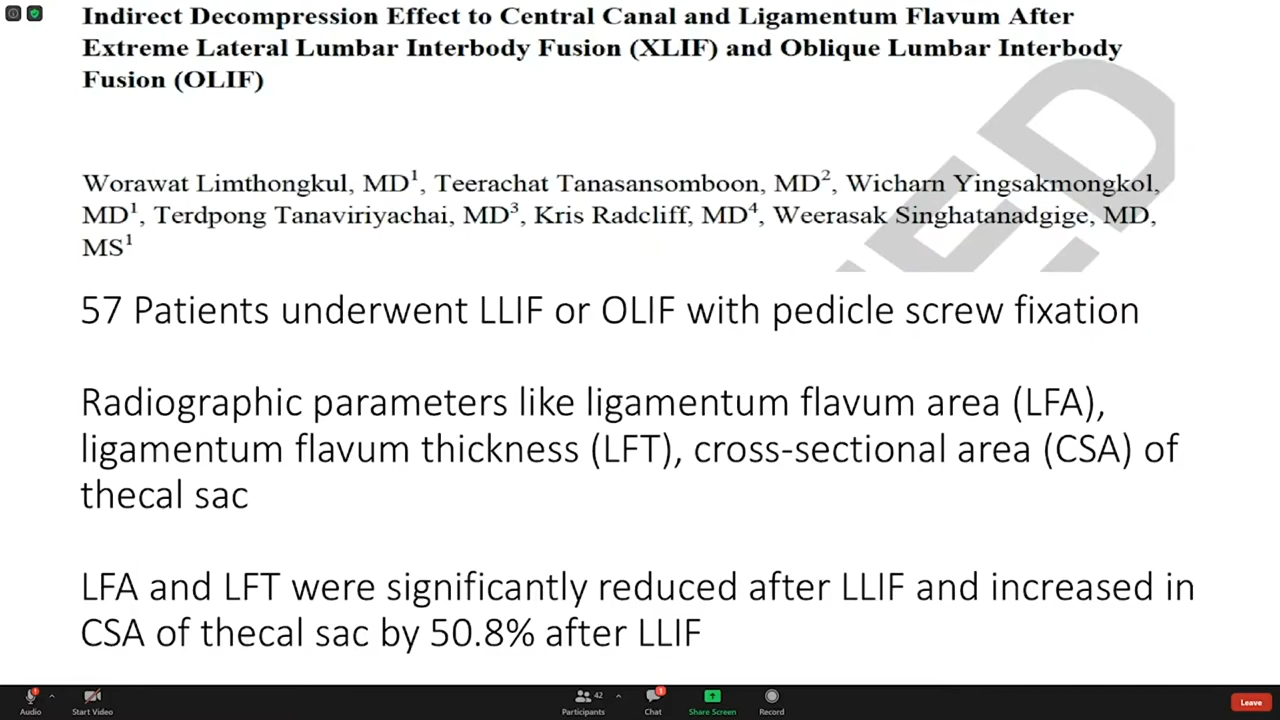 Indirect Decompression Effect to Central Canal and Ligamentum Flavum After
Extreme Lateral Lumbar Interbody Fusion (XLIF) and Oblique Lumbar Interbody
Fusion (OLIF)
Worawat Limthongkul, MD1, Teerachat Tanasansomboon, MD2, Wicharn Yingsakmongkol,
MD1, Terdpong Tanaviriyachai, MD3, Kris Radcliff, MD4, Weerasak Singhatanadgige, MD,
MS1
57 Patients underwent LLIF or OLIF with pedicle screw fixation
Radiographic parameters like ligamentum flavum area (LFA),
ligamentum flavum thickness (LFT), cross-sectional area (CSA) of
thecal sac
LFA and LFT were significantly reduced after LLIF and increased in
CSA of thecal sac by 50.8% after LLIF
Audio
Start Video
42
Participants
1
Chat
Share Screen
Record
Leave